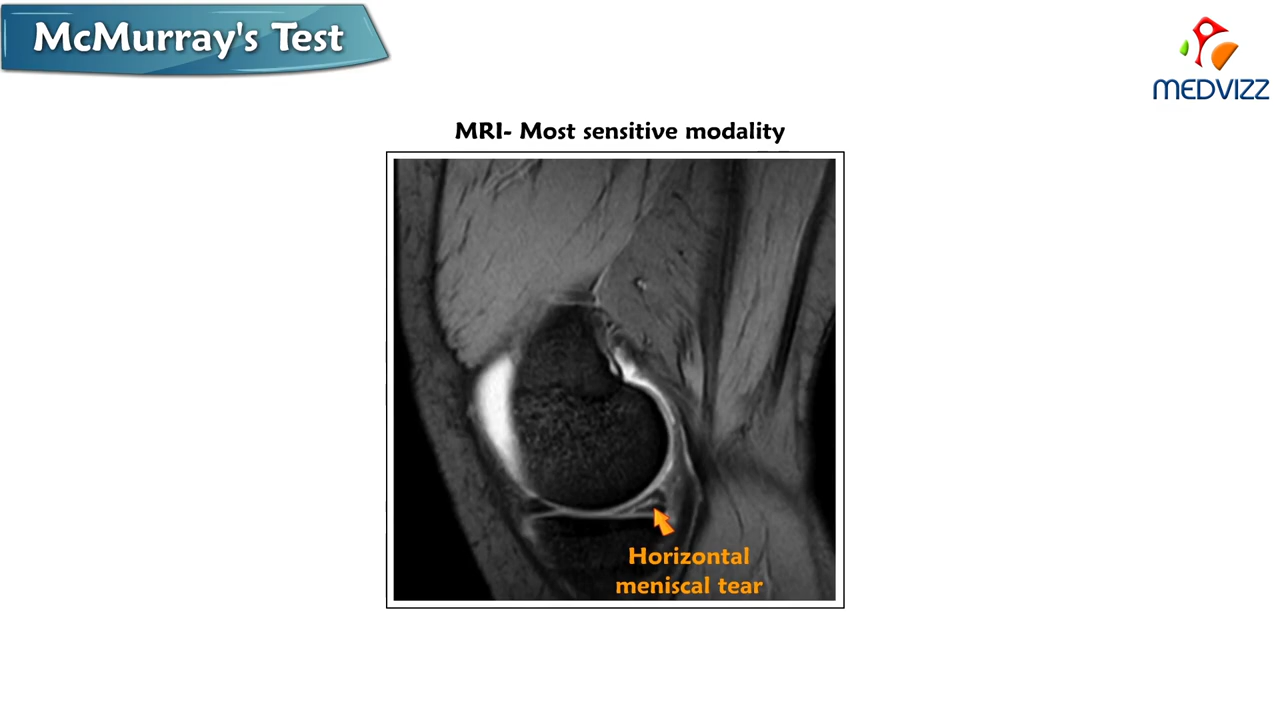 McMurray's Test
MEDVIZZ
MRI- Most sensitive modality
Horizontal
meniscal tear